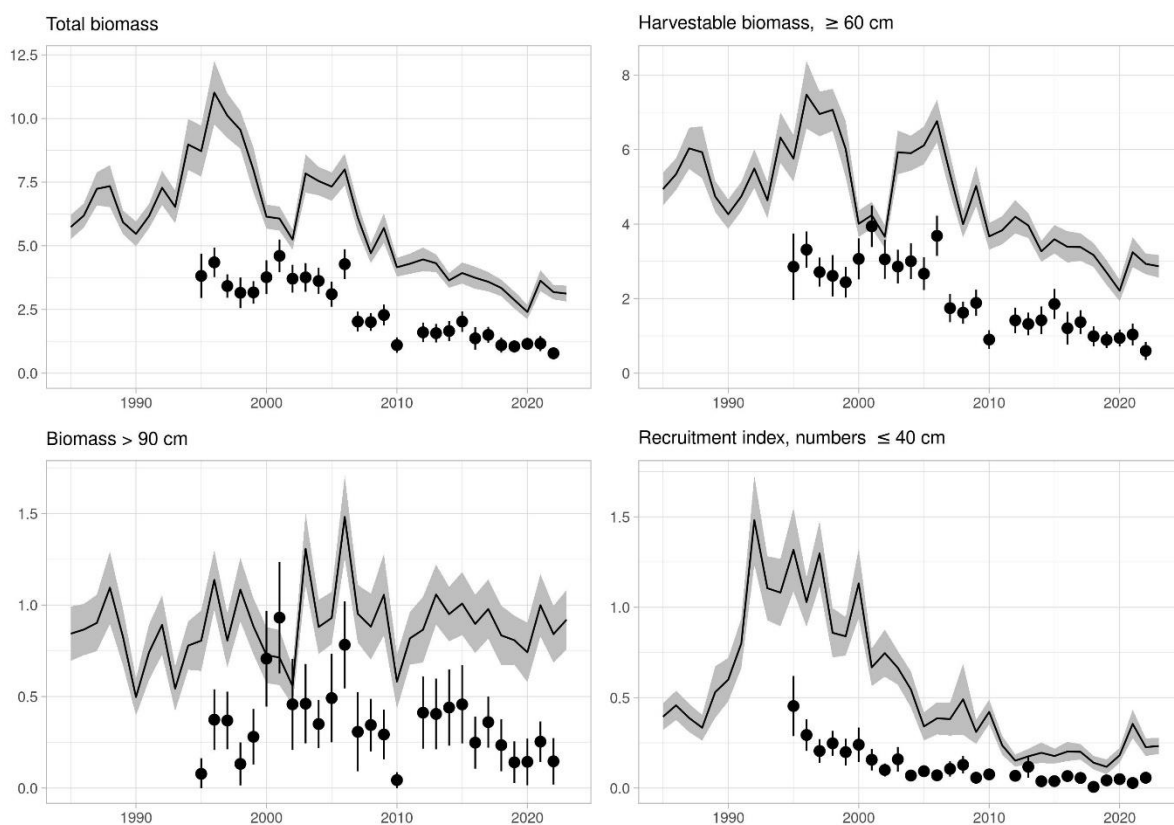 Total biomass
12.5
10.0
7.5
5.0
2.5
0.0
1990 2000 2010 2020
Harvestable biomass, ≥ 60 cm
8
6
4
2
0
1990 2000 2010 2020
Biomass > 90 cm
1.5
1.0
0.5
0.0
1990 2000 2010 2020
Recruitment index, numbers ≤ 40 cm
1.5
1.0
0.5
0.0
1990 2000 2010 2020